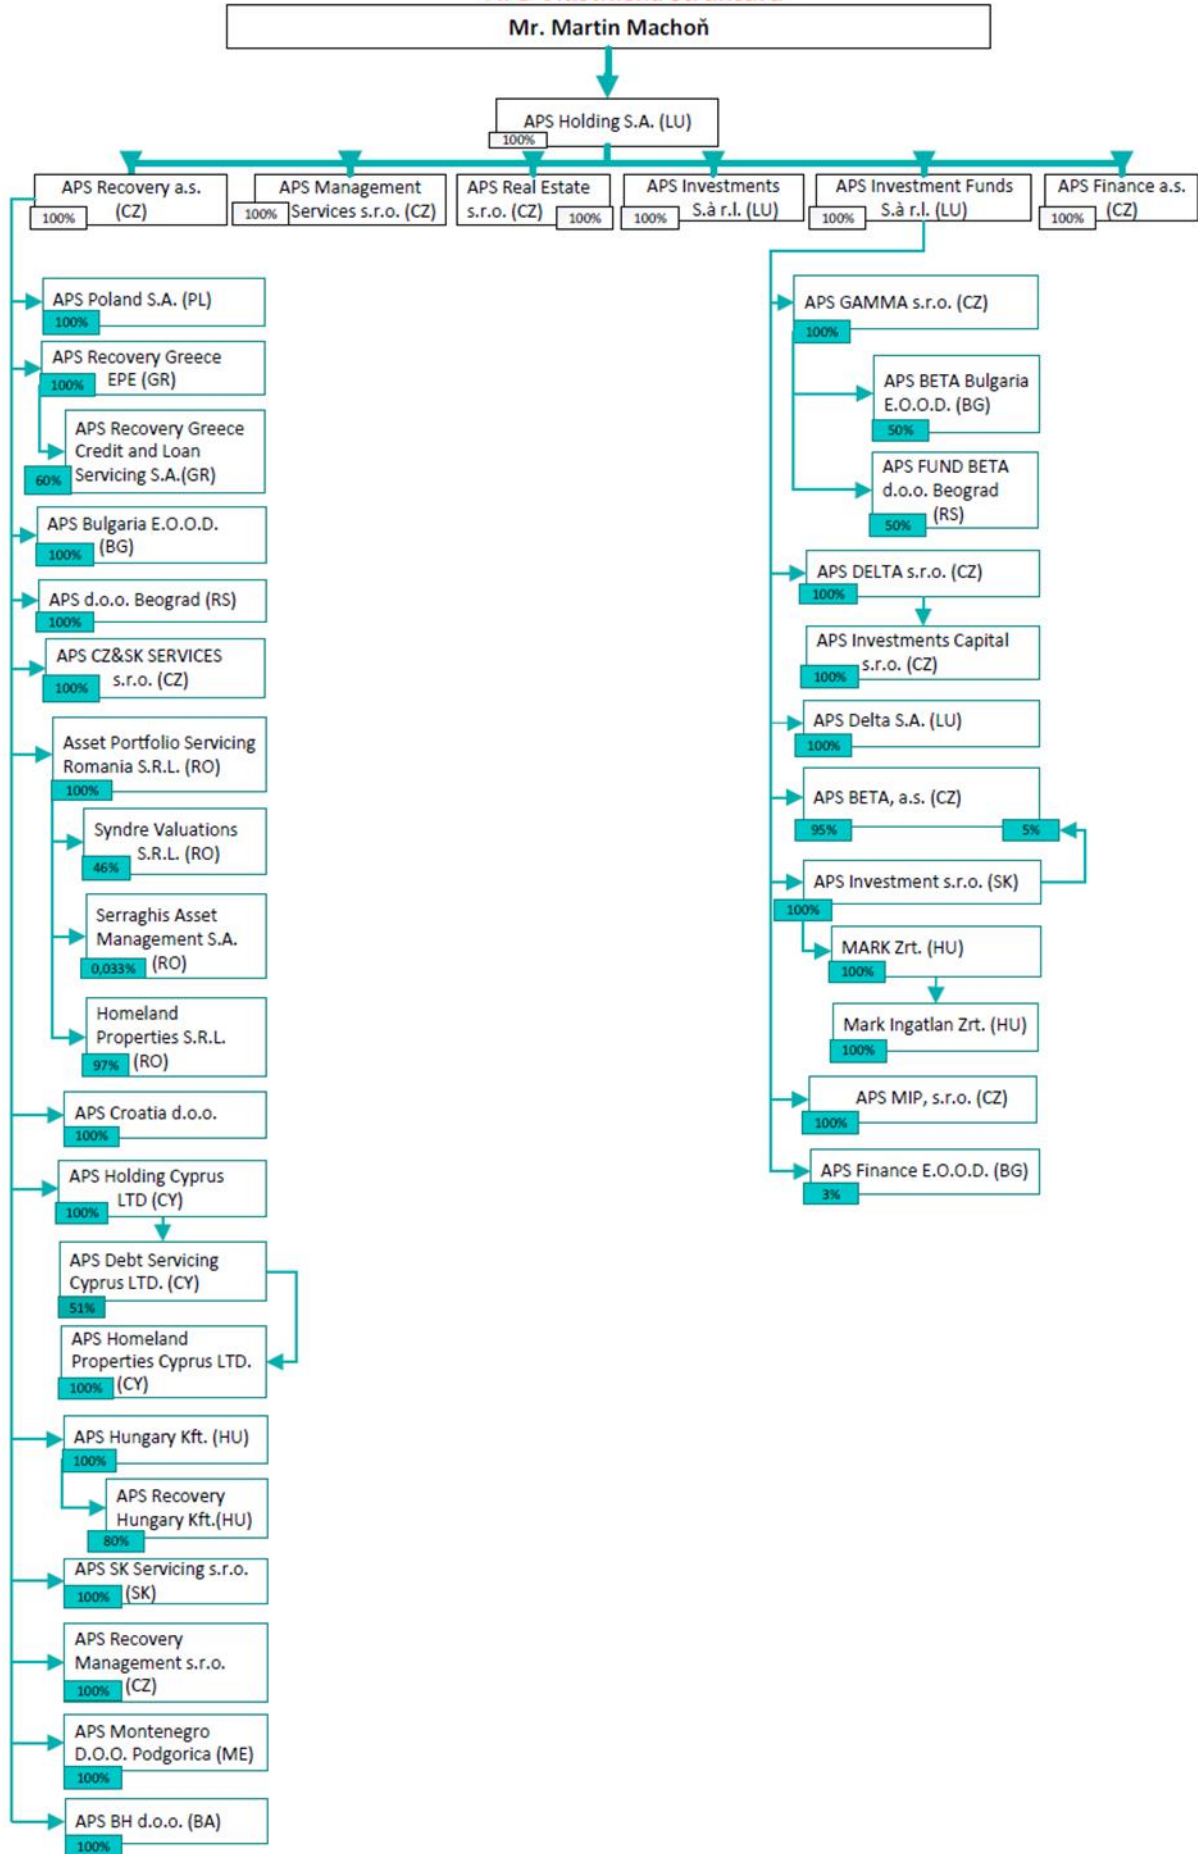 Mr. Martin Machoň
APS Holding S.A. (LU)
100%
APS Recovery a.s.
(CZ)
100%
APS Management
Services s.r.o. (CZ)
100%
APS Real Estate
s.r.o. (CZ)
100%
APS Investments
S.à r.l. (LU)
100%
APS Investment Funds
S.à r.l. (LU)
100%
APS Finance a.s.
(CZ)
100%
APS Poland S.A. (PL)
100%
APS Recovery Greece
EPE (GR)
100%
APS Recovery Greece
Credit and Loan
Servicing S.A.(GR)
60%
APS Bulgaria E.O.O.D.
(BG)
100%
APS d.o.o. Beograd (RS)
100%
APS CZ&SK SERVICES
s.r.o. (CZ)
100%
Asset Portfolio Servicing
Romania S.R.L. (RO)
100%
Syndre Valuations
S.R.L. (RO)
46%
Serraghis Asset
Management S.A.
(RO)
0,033%
Homeland
Properties S.R.L.
(RO)
97%
APS Croatia d.o.o.
100%
APS Holding Cyprus
LTD (CY)
100%
APS Debt Servicing
Cyprus LTD. (CY)
51%
APS Homeland
Properties Cyprus LTD.
(CY)
100%
APS Hungary Kft. (HU)
100%
APS Recovery
Hungary Kft.(HU)
80%
APS SK Servicing s.r.o.
(SK)
100%
APS Recovery
Management s.r.o.
(CZ)
100%
APS Montenegro
D.O.O. Podgorica (ME)
100%
APS BH d.o.o. (BA)
100%
APS GAMMA s.r.o. (CZ)
100%
APS BETA Bulgaria
E.O.O.D. (BG)
50%
APS FUND BETA
d.o.o. Beograd
(RS)
50%
APS DELTA s.r.o. (CZ)
100%
APS Investments Capital
s.r.o. (CZ)
100%
APS Delta S.A. (LU)
100%
APS BETA, a.s. (CZ)
95%
5%
APS Investment s.r.o. (SK)
100%
MARK Zrt. (HU)
100%
Mark Ingatlan Zrt. (HU)
100%
APS MIP, s.r.o. (CZ)
100%
APS Finance E.O.O.D. (BG)
3%